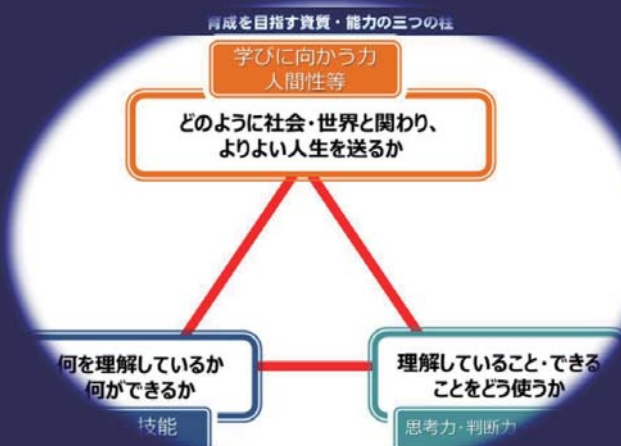 育成を目指す資質・能力の三つの柱
学びに向かう力
人間性等
どのように社会・世界と関わり、
よりよい人生を送るか
何を理解しているか
何ができるか
技能
理解していること・できる
ことをどう使うか
思考力・判断力